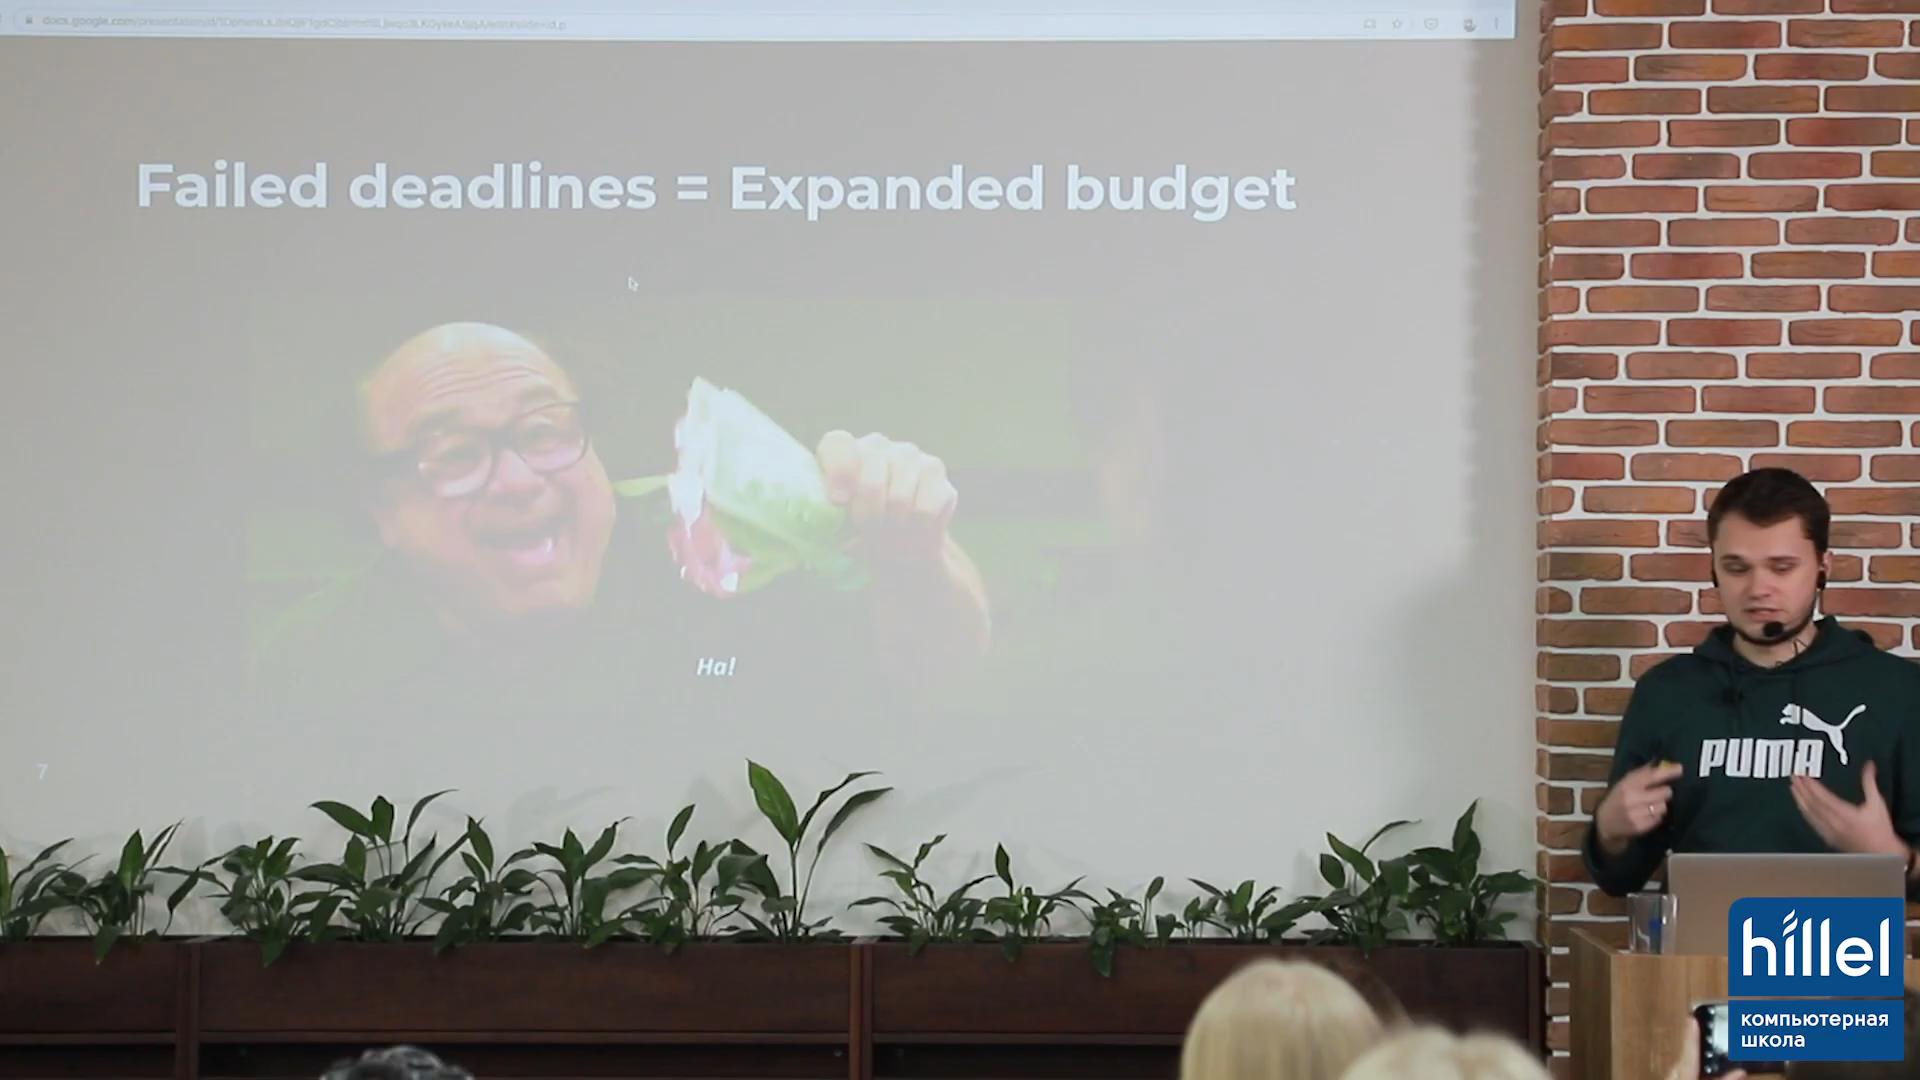 Failed deadlines = Expanded budget
Ha!
7
PUMA
hillel
компьютерная
школа